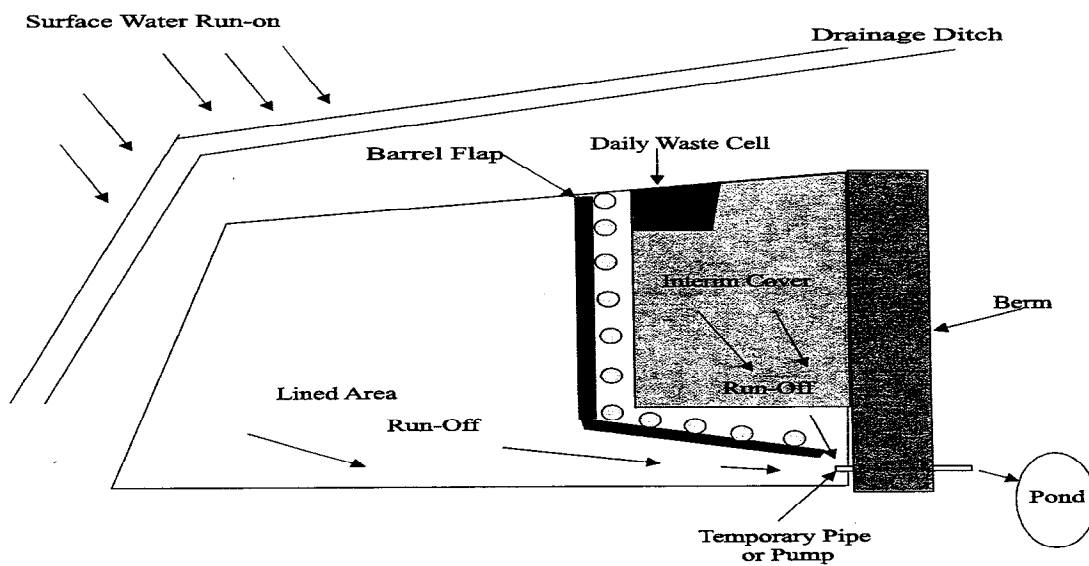 Surface Water Run-on
Drainage Ditch
Barrel Flap
Daily Waste Cell
Interim Cover
Berm
Run-Off
Lined Area
Run-Off
Pond
Temporary Pipe
or Pump